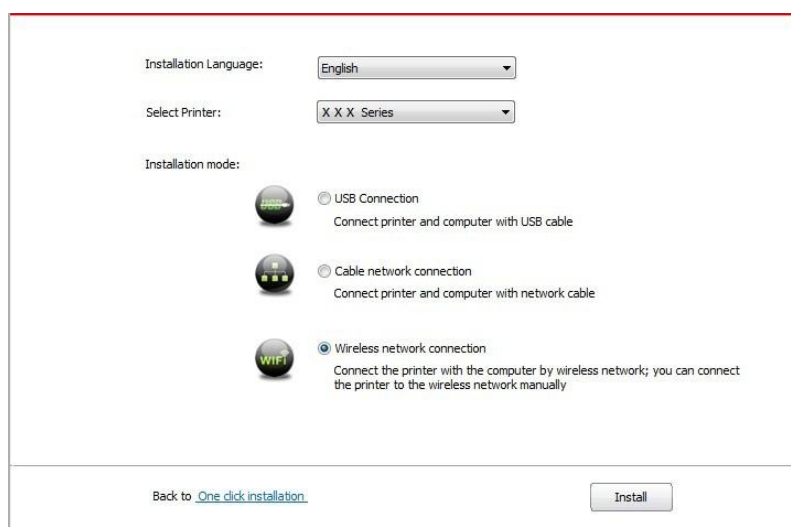 Installation Language:
English
Select Printer:
X X X Series
Installation mode:
USB
USB Connection
Connect printer and computer with USB cable
Cable network connection
Connect printer and computer with network cable
WiFi
Wireless network connection
Connect the printer with the computer by wireless network; you can connect
the printer to the wireless network manually
Back to One click installation
Install